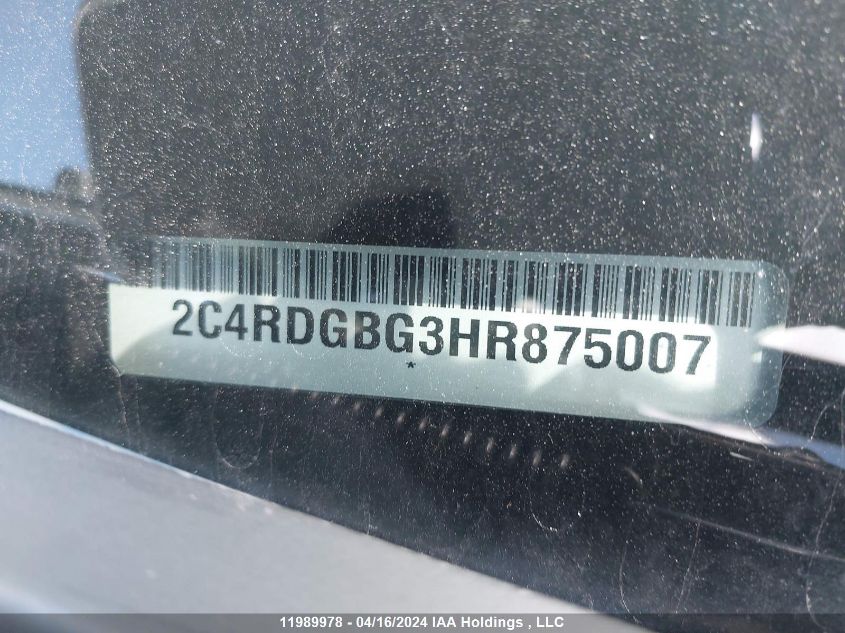 2C4RDGBG3HR875007
*
11989978 - 04/16/2024 IAA Holdings , LLC